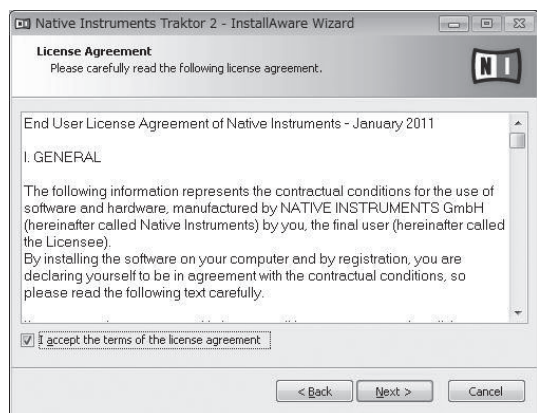 Native Instruments Traktor 2 - InstallAware Wizard
License Agreement
Please carefully read the following license agreement.
N I
End User License Agreement of Native Instruments - January 2011
I. GENERAL
The following information represents the contractual conditions for the use of
software and hardware, manufactured by NATIVE INSTRUMENTS GmbH
(hereinafter called Native Instruments) by you, the final user (hereinafter called
the Licensee).
By installing the software on your computer and by registration, you are
declaring yourself to be in agreement with the contractual conditions, so
please read the following text carefully.
I accept the terms of the license agreement
< Back Next > Cancel